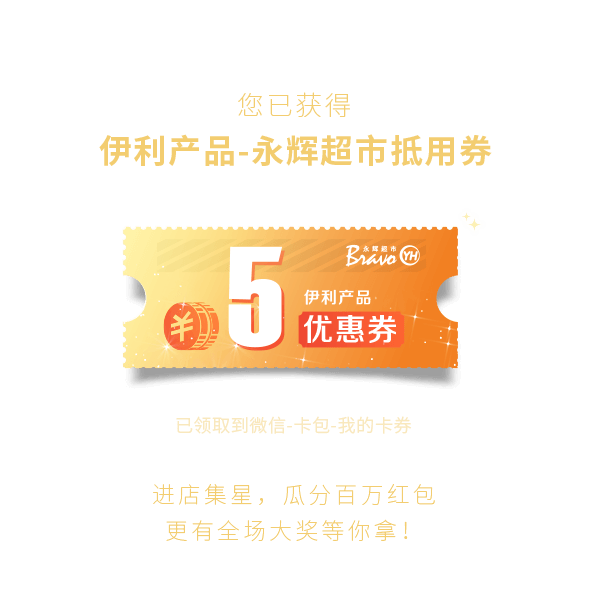 您已获得
伊利产品-永辉超市抵用券
永辉超市
Bravo YH
5
伊利产品
¥
优惠券
已领取到微信-卡包-我的卡券
进店集星，瓜分百万红包
更有全场大奖等你拿！